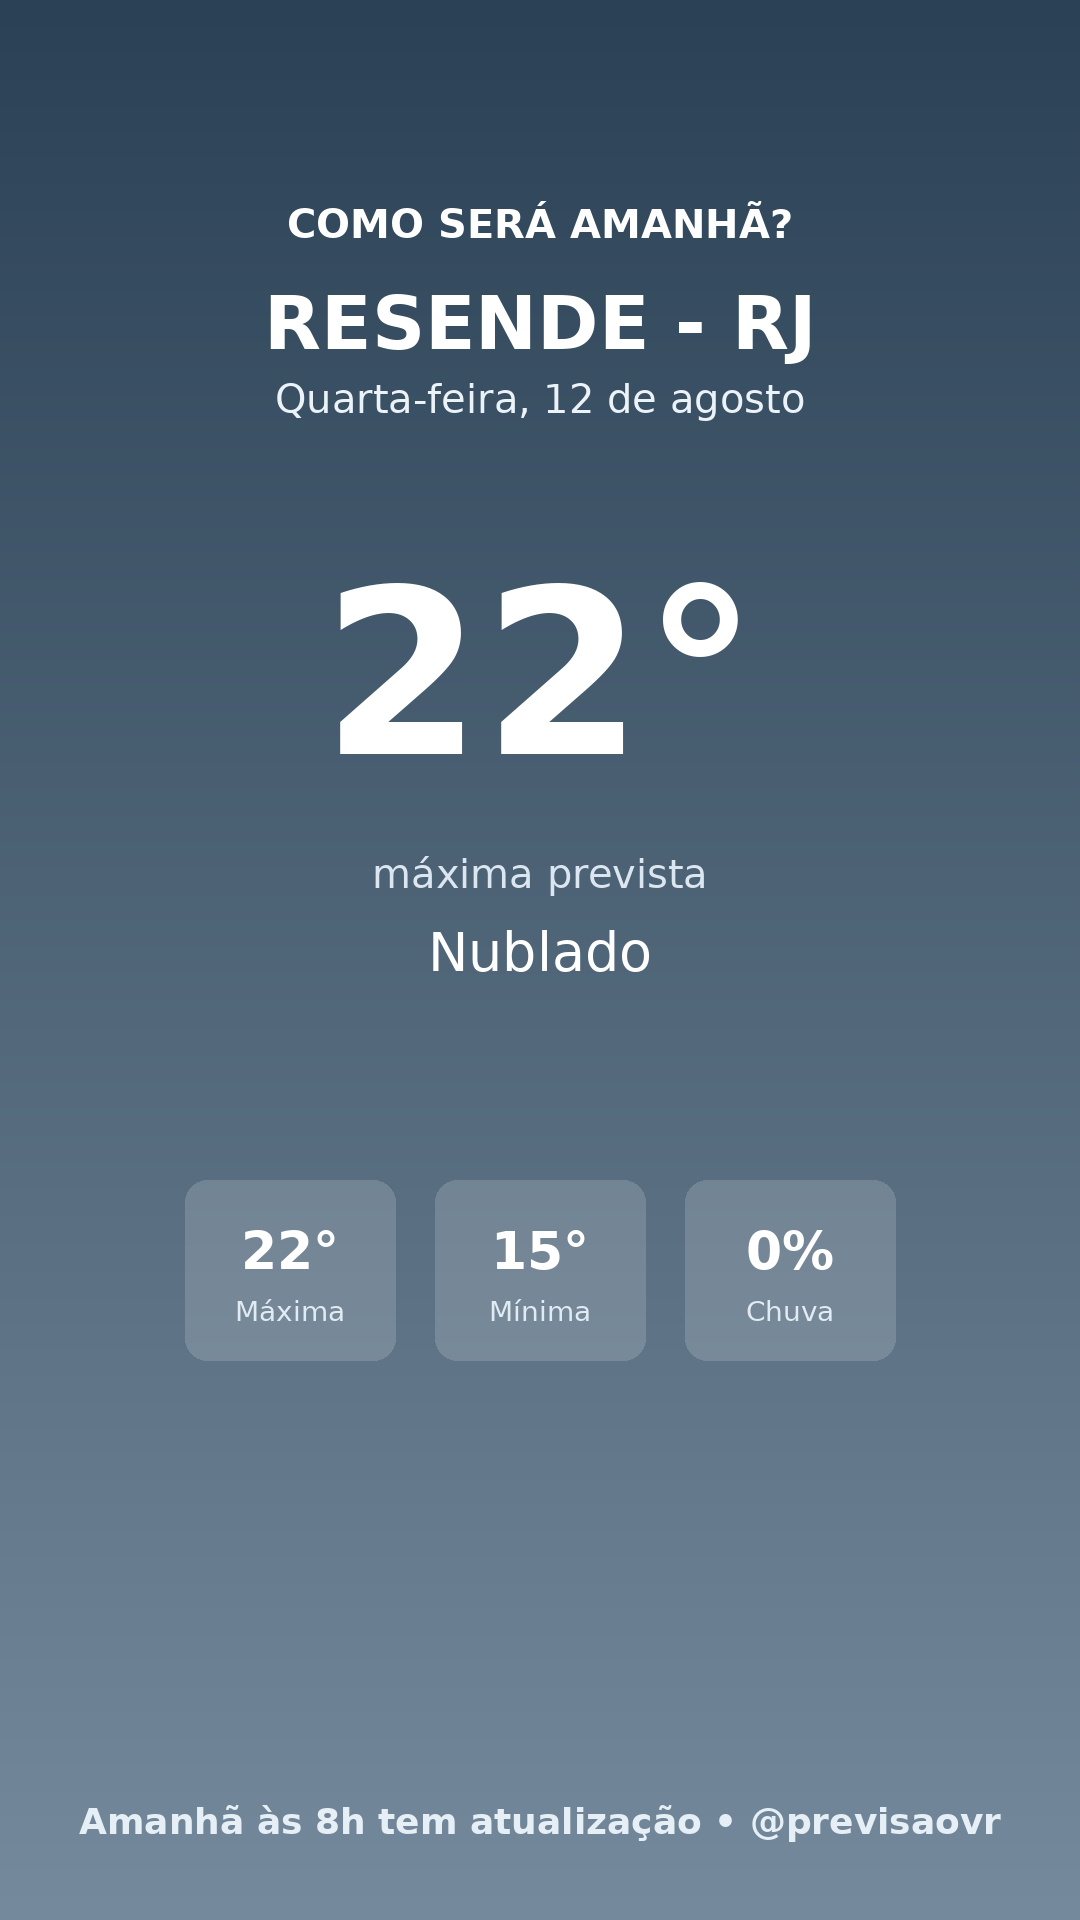 COMO SERÁ AMANHÃ?
RESENDE - RJ
Quarta-feira, 12 de agosto
22°
máxima prevista
Nublado
22° 15° 0%
Máxima Mínima Chuva
Amanhã às 8h tem atualização • @previsaovr